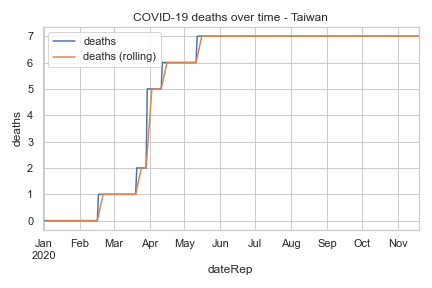 COVID-19 deaths over time - Taiwan
deaths
deaths (rolling)
7
6
5
4
3
2
1
0
deaths
Jan Feb Mar Apr May Jun Jul Aug Sep Oct Nov
2020
dateRep